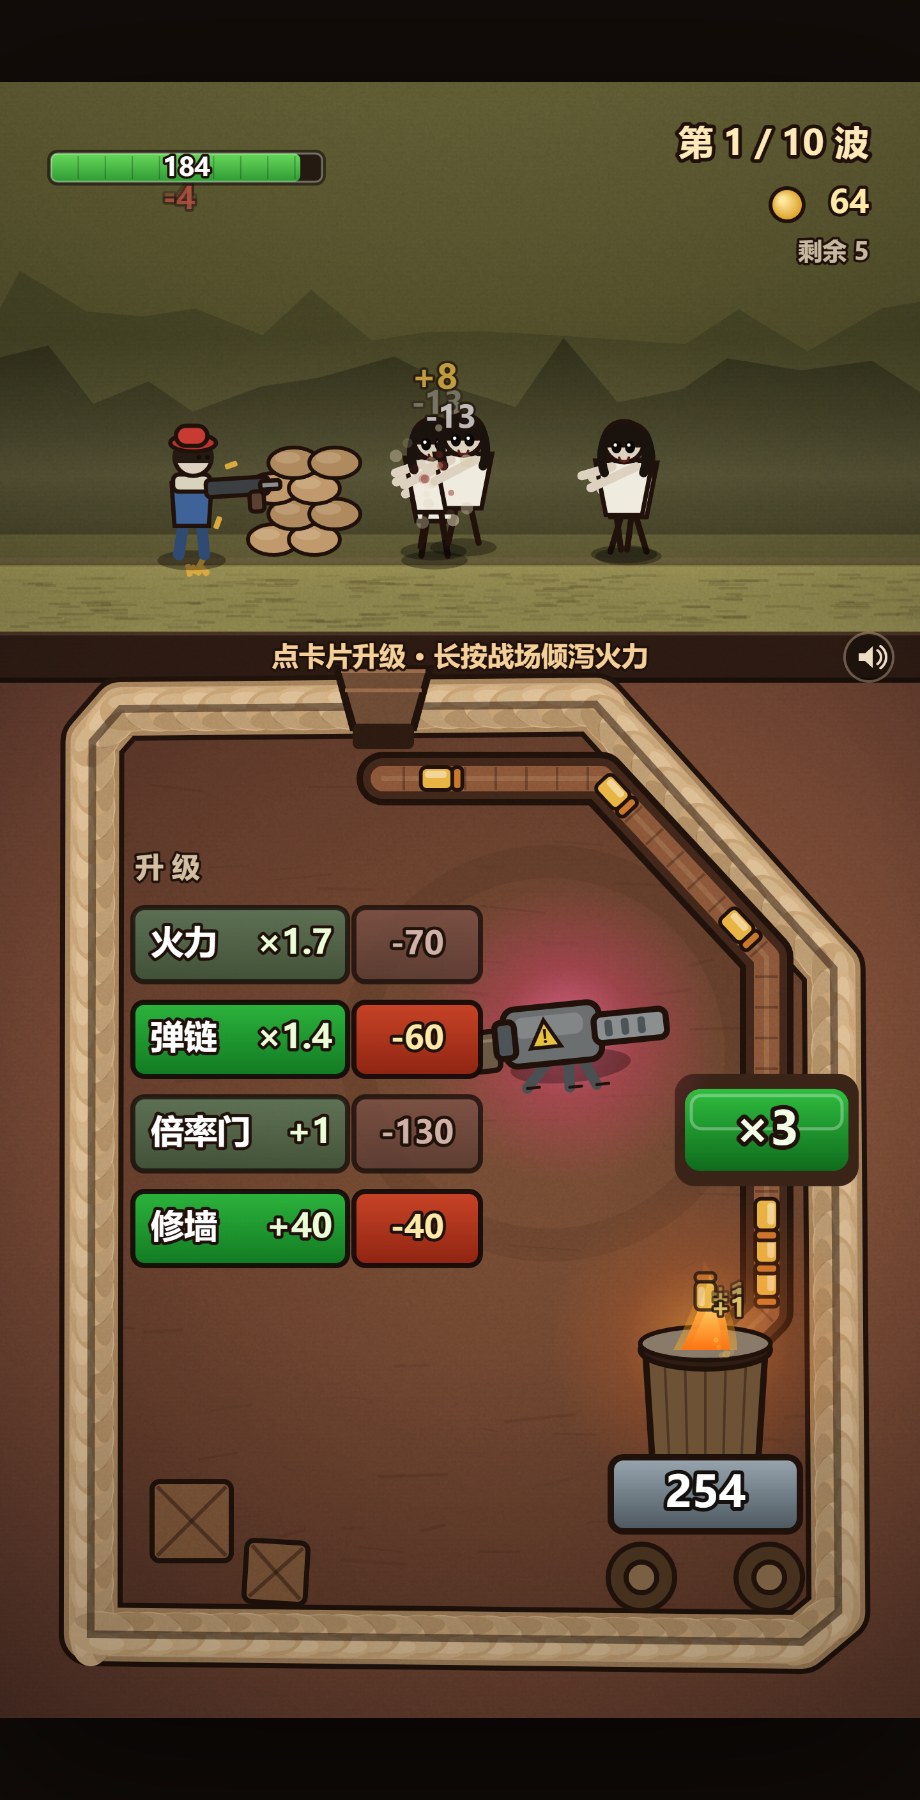 184
-4
第 1 / 10 波
64
剩余 5
+8
-13
-13
点卡片升级 · 长按战场倾泻火力
升 级
火力 ×1.7 -70
弹链 ×1.4 -60
倍率门 +1 -130
修墙 +40 -40
×3
+1
254